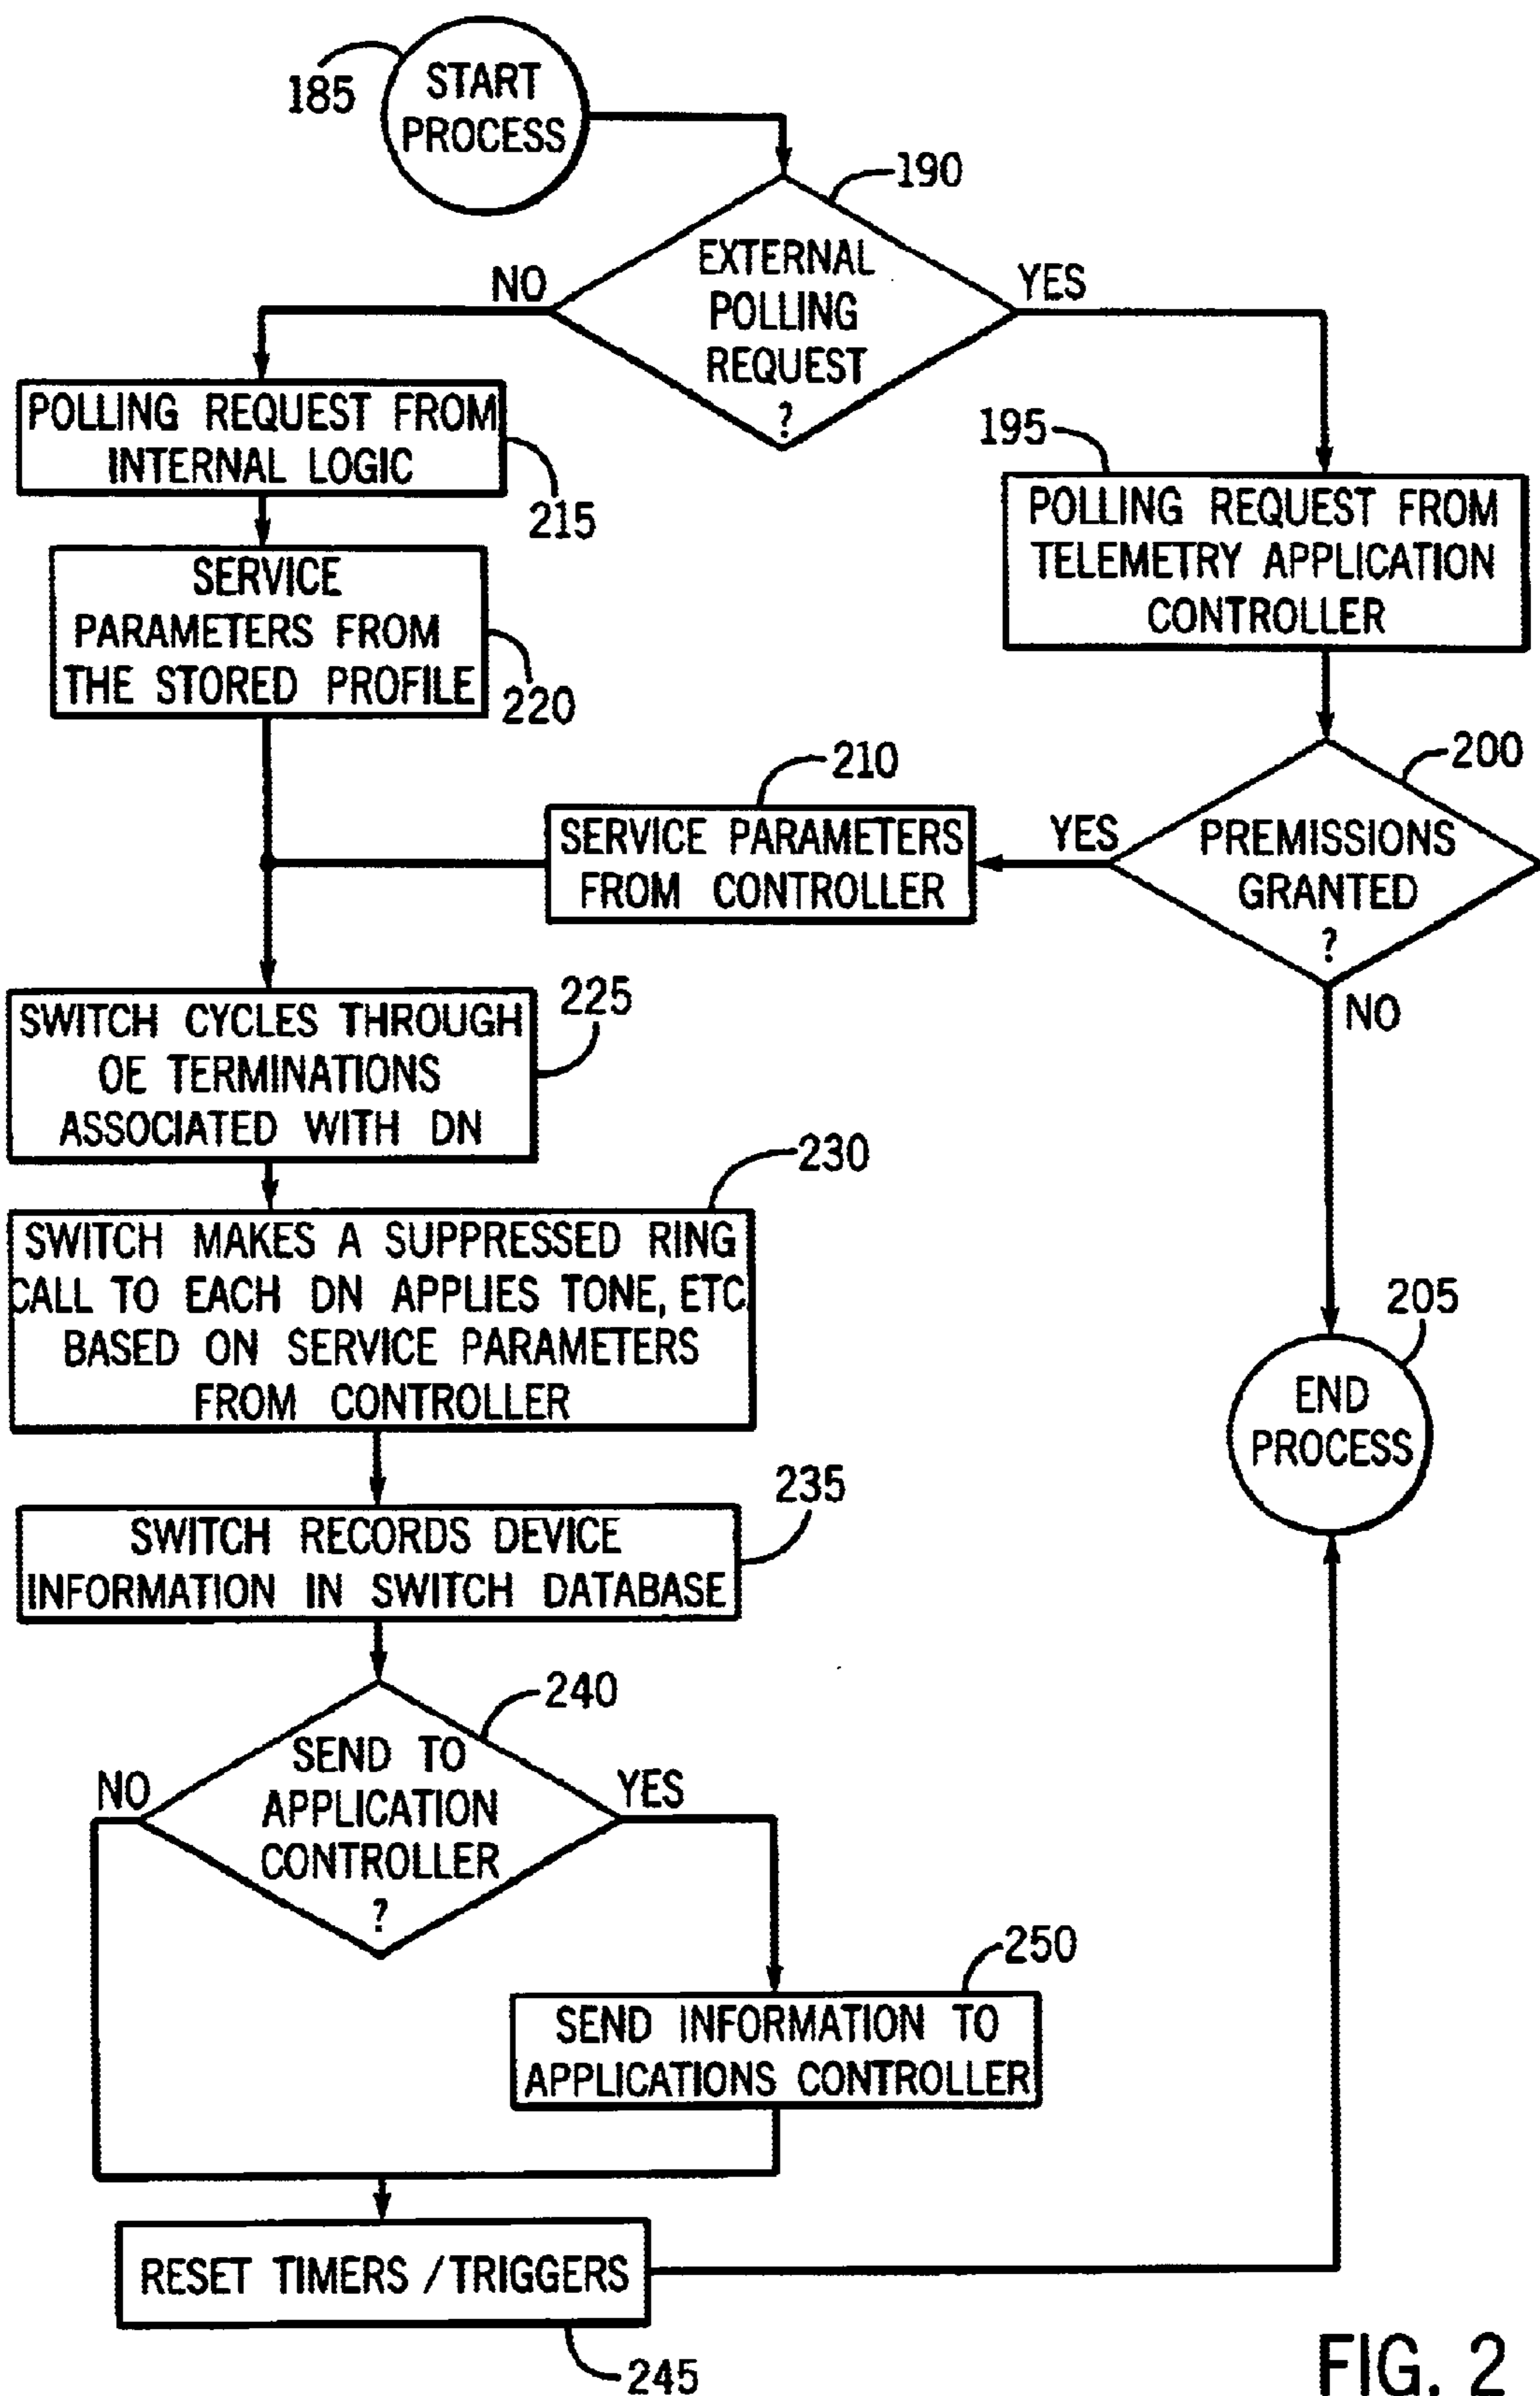 185
START
PROCESS
190
EXTERNAL
POLLING
REQUEST
?
NO
YES
POLLING REQUEST FROM
INTERNAL LOGIC
215
195
POLLING REQUEST FROM
TELEMETRY APPLICATION
CONTROLLER
SERVICE
PARAMETERS FROM
THE STORED PROFILE
220
200
PREMISSIONS
GRANTED
?
YES
NO
210
SERVICE PARAMETERS
FROM CONTROLLER
225
SWITCH CYCLES THROUGH
OE TERMINATIONS
ASSOCIATED WITH DN
230
SWITCH MAKES A SUPPRESSED RING
CALL TO EACH DN APPLIES TONE, ETC
BASED ON SERVICE PARAMETERS
FROM CONTROLLER
205
END
PROCESS
235
SWITCH RECORDS DEVICE
INFORMATION IN SWITCH DATABASE
240
SEND TO
APPLICATION
CONTROLLER
?
NO
YES
250
SEND INFORMATION TO
APPLICATIONS CONTROLLER
RESET TIMERS /TRIGGERS
245
FIG. 2